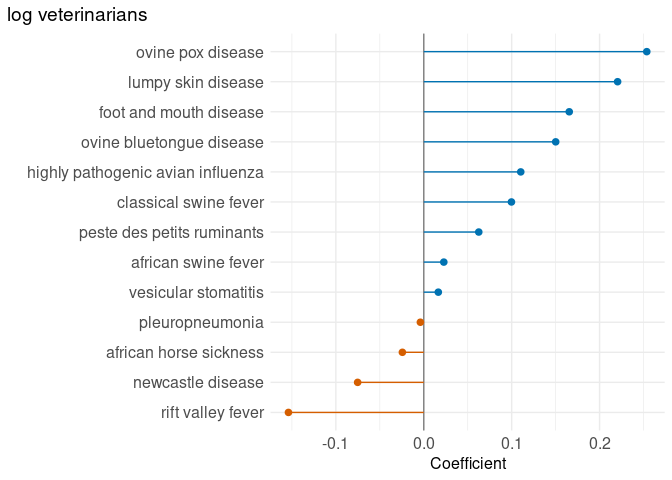 log veterinarians
ovine pox disease
lumpy skin disease
foot and mouth disease
ovine bluetongue disease
highly pathogenic avian influenza
classical swine fever
peste des petits ruminants
african swine fever
vesicular stomatitis
pleuropneumonia
african horse sickness
newcastle disease
rift valley fever
-0.1 0.0 0.1 0.2
Coefficient